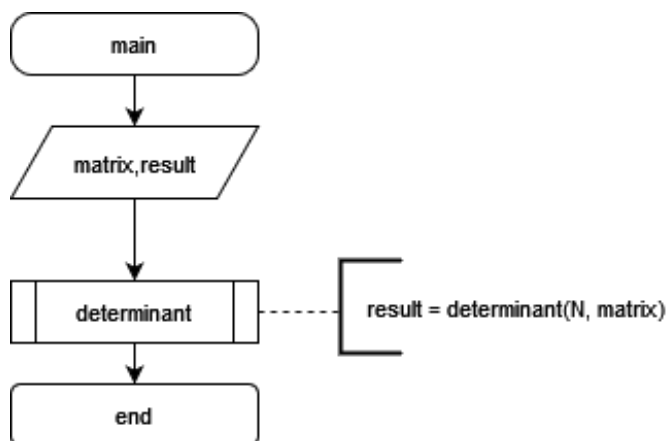 main
matrix,result
determinant
result = determinant(N, matrix)
end